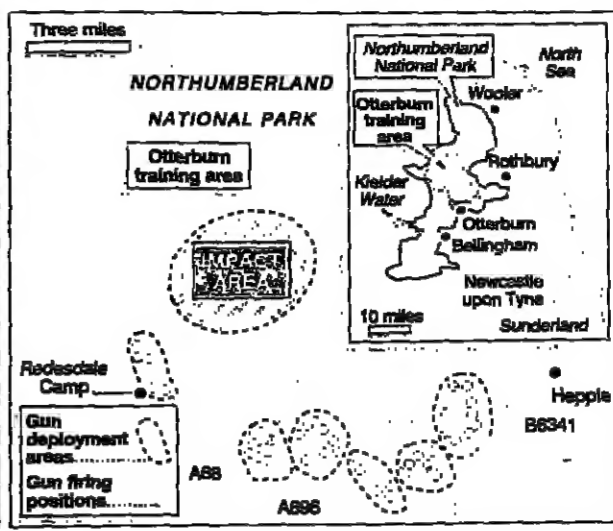 Three miles
NORTHUMBERLAND
NATIONAL PARK
Otterburn
training area
IMPACT
AREA
Redesdale
Camp
Gun
deployment
areas
Gun firing
positions
A68
A696
B6341
Hepple
Northumberland
National Park
North
Sea
Wooler
Otterburn
training
area
Rothbury
Kielder
Water
Otterburn
Bellingham
Newcastle
upon Tyne
10 miles
Sunderland